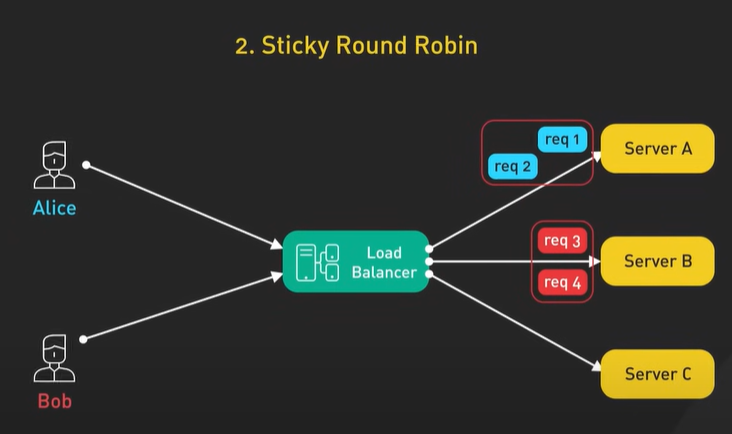 2. Sticky Round Robin
req 1
req 2
Server A
Alice
Load
Balancer
req 3
req 4
Server B
Server C
Bob